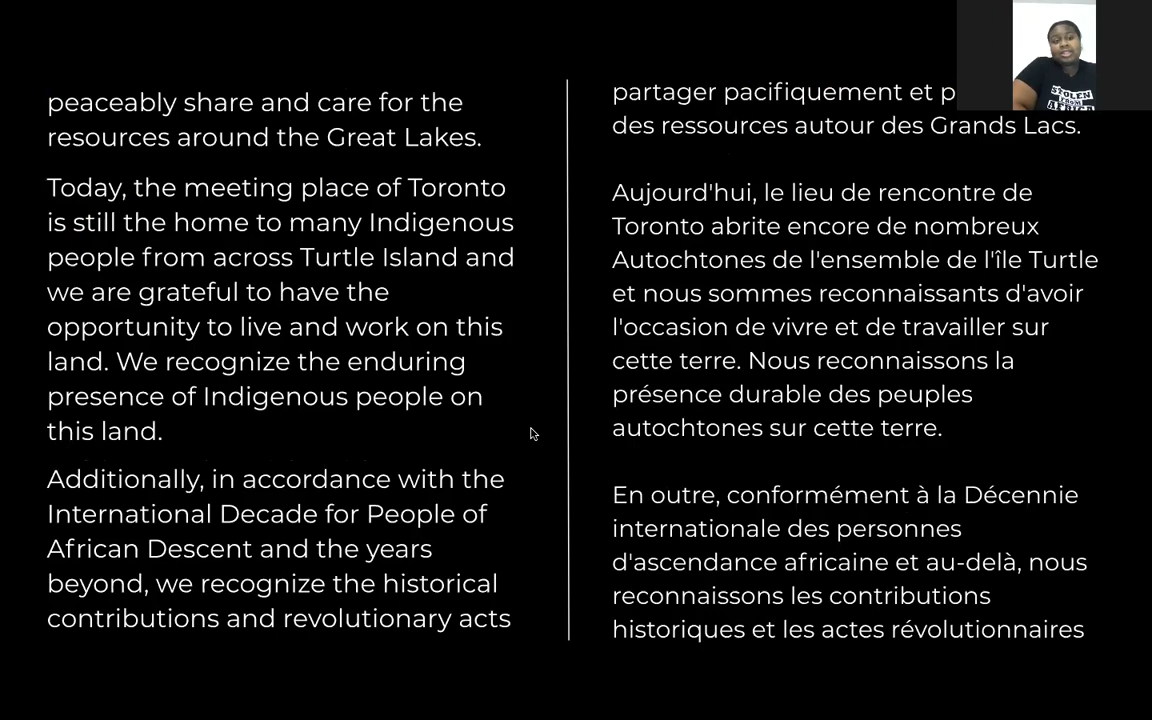 peaceably share and care for the
resources around the Great Lakes.
Today, the meeting place of Toronto
is still the home to many Indigenous
people from across Turtle Island and
we are grateful to have the
opportunity to live and work on this
land. We recognize the enduring
presence of Indigenous people on
this land.
Additionally, in accordance with the
International Decade for People of
African Descent and the years
beyond, we recognize the historical
contributions and revolutionary acts
partager pacifiquement et
des ressources autour des Grands Lacs.
Aujourd'hui, le lieu de rencontre de
Toronto abrite encore de nombreux
Autochtones de l'ensemble de l'île Turtle
et nous sommes reconnaissants d'avoir
l'occasion de vivre et de travailler sur
cette terre. Nous reconnaissons la
présence durable des peuples
autochtones sur cette terre.
En outre, conformément à la Décennie
internationale des personnes
d'ascendance africaine et au-delà, nous
reconnaissons les contributions
historiques et les actes révolutionnaires
STOLEN
FROM
AFRICA